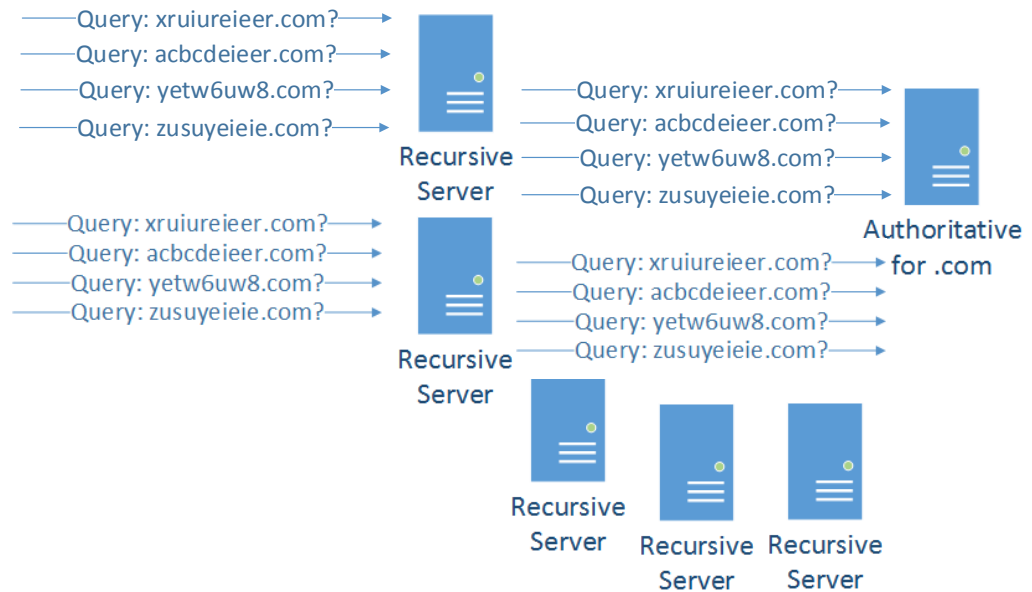 Query: xruiureieer.com?
Query: acbcdeieer.com?
Query: yetw6uw8.com?
Query: zusuyeieie.com?
Recursive
Server
Query: xruiureieer.com?
Query: acbcdeieer.com?
Query: yetw6uw8.com?
Query: zusuyeieie.com?
Authoritative
for .com
Query: xruiureieer.com?
Query: acbcdeieer.com?
Query: yetw6uw8.com?
Query: zusuyeieie.com?
Recursive
Server
Query: xruiureieer.com?
Query: acbcdeieer.com?
Query: yetw6uw8.com?
Query: zusuyeieie.com?
Recursive
Server
Recursive
Server
Recursive
Server